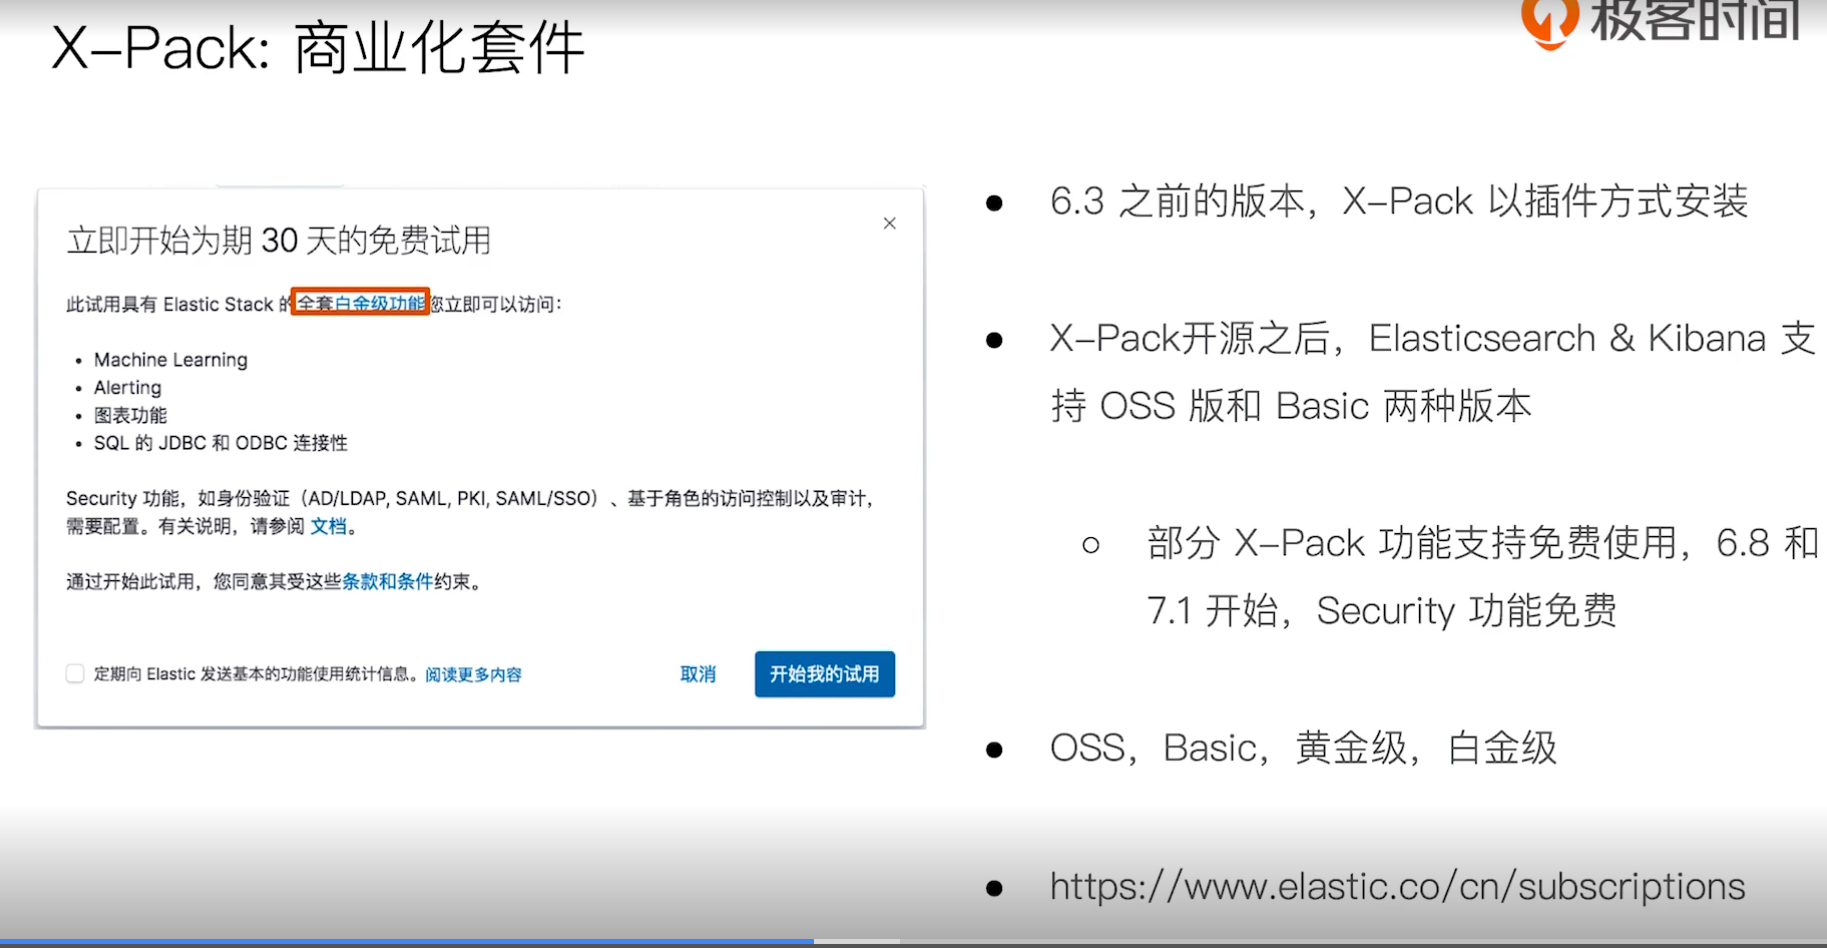 X–Pack: 商业化套件
极客时间
立即开始为期 30 天的免费试用
此试用具有 Elastic Stack 的全套白金级功能您立即可以访问：
• Machine Learning
• Alerting
• 图表功能
• SQL 的 JDBC 和 ODBC 连接性
Security 功能，如身份验证（AD/LDAP, SAML, PKI, SAML/SSO）、基于角色的访问控制以及审计，
需要配置。有关说明，请参阅 文档。
通过开始此试用，您同意其受这些条款和条件约束。
定期向 Elastic 发送基本的功能使用统计信息。阅读更多内容
取消
开始我的试用
● 6.3 之前的版本，X–Pack 以插件方式安装
● X–Pack开源之后，Elasticsearch & Kibana 支
持 OSS 版和 Basic 两种版本
○ 部分 X–Pack 功能支持免费使用，6.8 和
7.1 开始，Security 功能免费
● OSS，Basic，黄金级，白金级
● https://www.elastic.co/cn/subscriptions